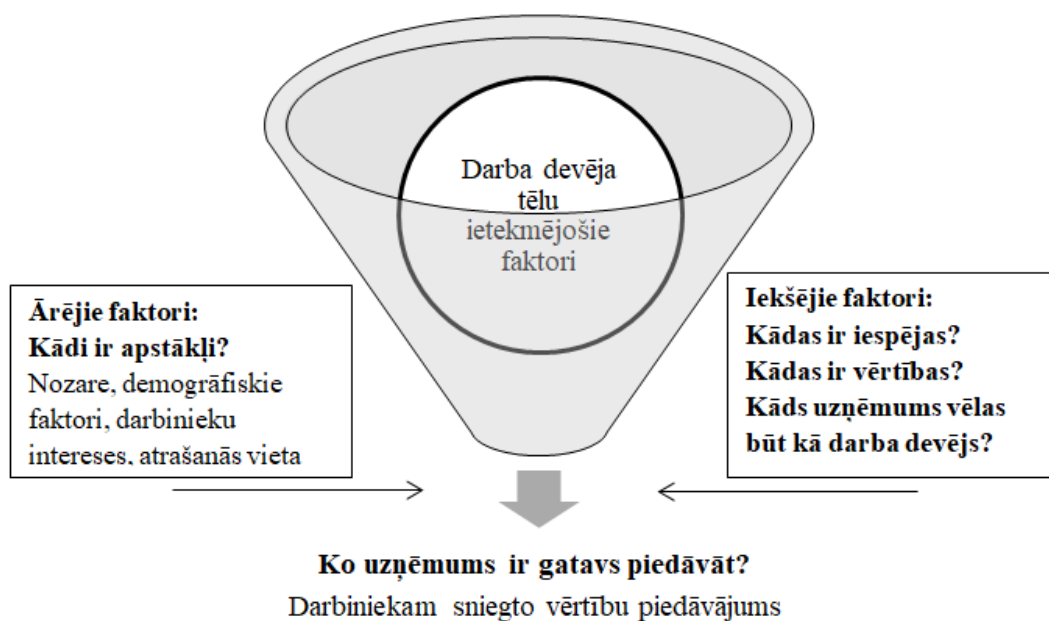 Darba devēja
tēlu
ietekmējošie
faktori
Ārējie faktori:
Kādi ir apstākļi?
Nozare, demogrāfiskie
faktori, darbinieku
intereses, atrašanās vieta
Iekšējie faktori:
Kādas ir iespējas?
Kādas ir vērtības?
Kāds uzņēmums vēlas
būt kā darba devējs?
Ko uzņēmums ir gatavs piedāvāt?
Darbiniekam sniegto vērtību piedāvājums